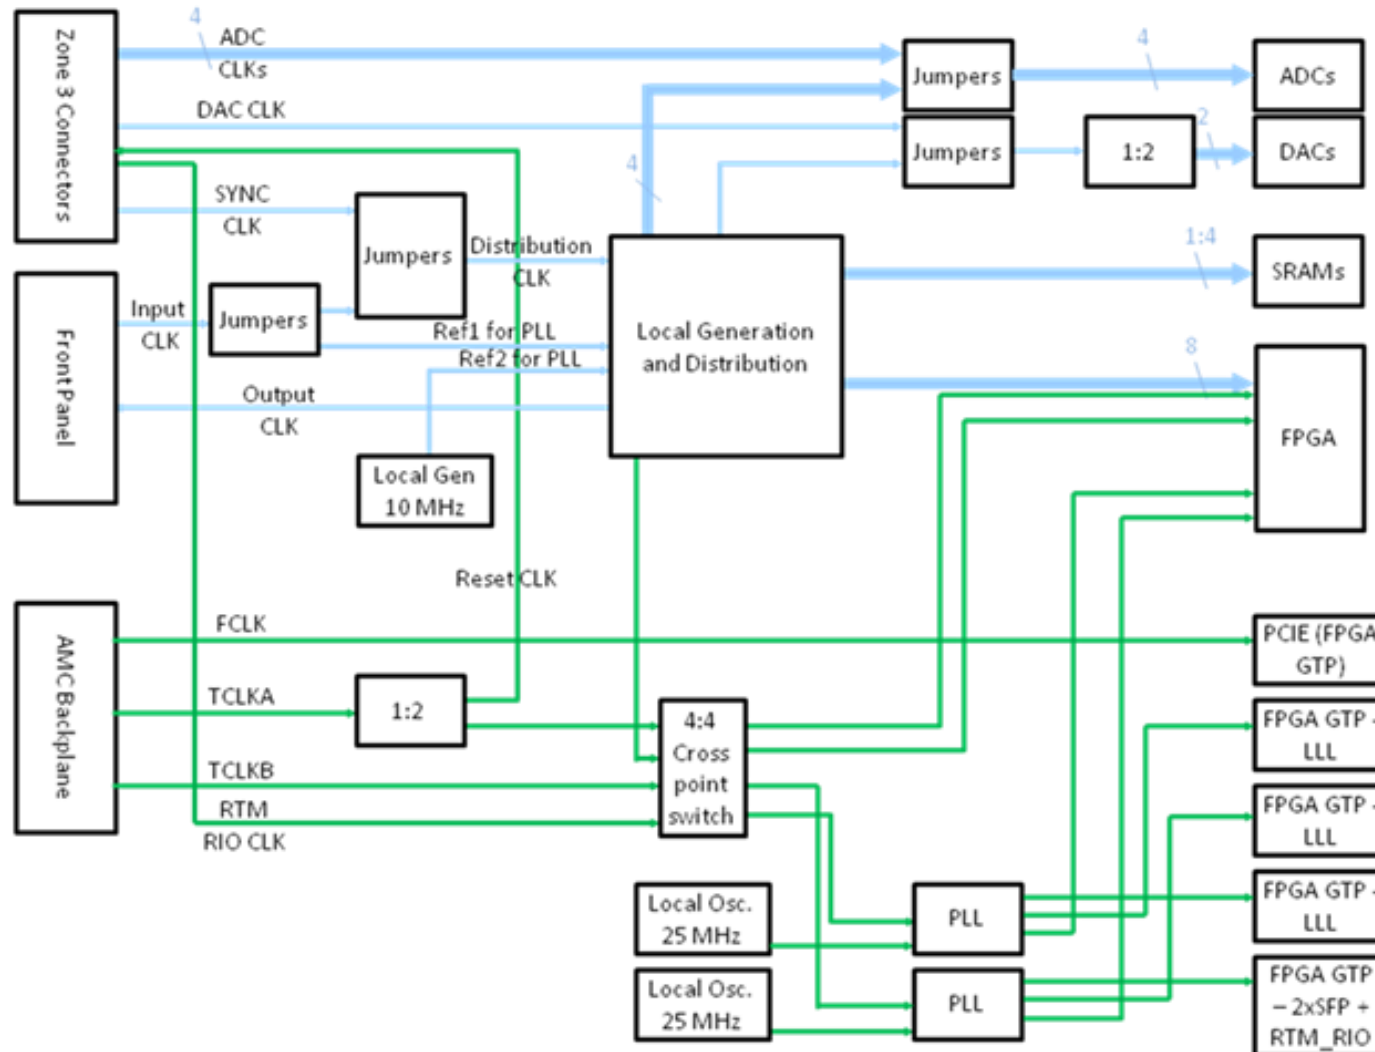 Zone 3 Connectors
4
ADC
CLKs
DAC CLK
SYNC
CLK
Jumpers
Jumpers
4
ADCs
Jumpers
1:2
2
DACs
4
Distribution
CLK
1:4
SRAMs
Front Panel
Input
CLK
Jumpers
Ref1 for PLL
Ref2 for PLL
Output
CLK
Local Generation
and Distribution
8
FPGA
Local Gen
10 MHz
Reset CLK
AMC Backplane
FCLK
TCLKA
1:2
TCLKB
RTM
RIO CLK
4:4
Cross
point
switch
PCIE (FPGA
GTP)
FPGA GTP -
LLL
FPGA GTP -
LLL
FPGA GTP -
LLL
FPGA GTP
– 2xSFP +
RTM_RIO
Local Osc.
25 MHz
PLL
Local Osc.
25 MHz
PLL